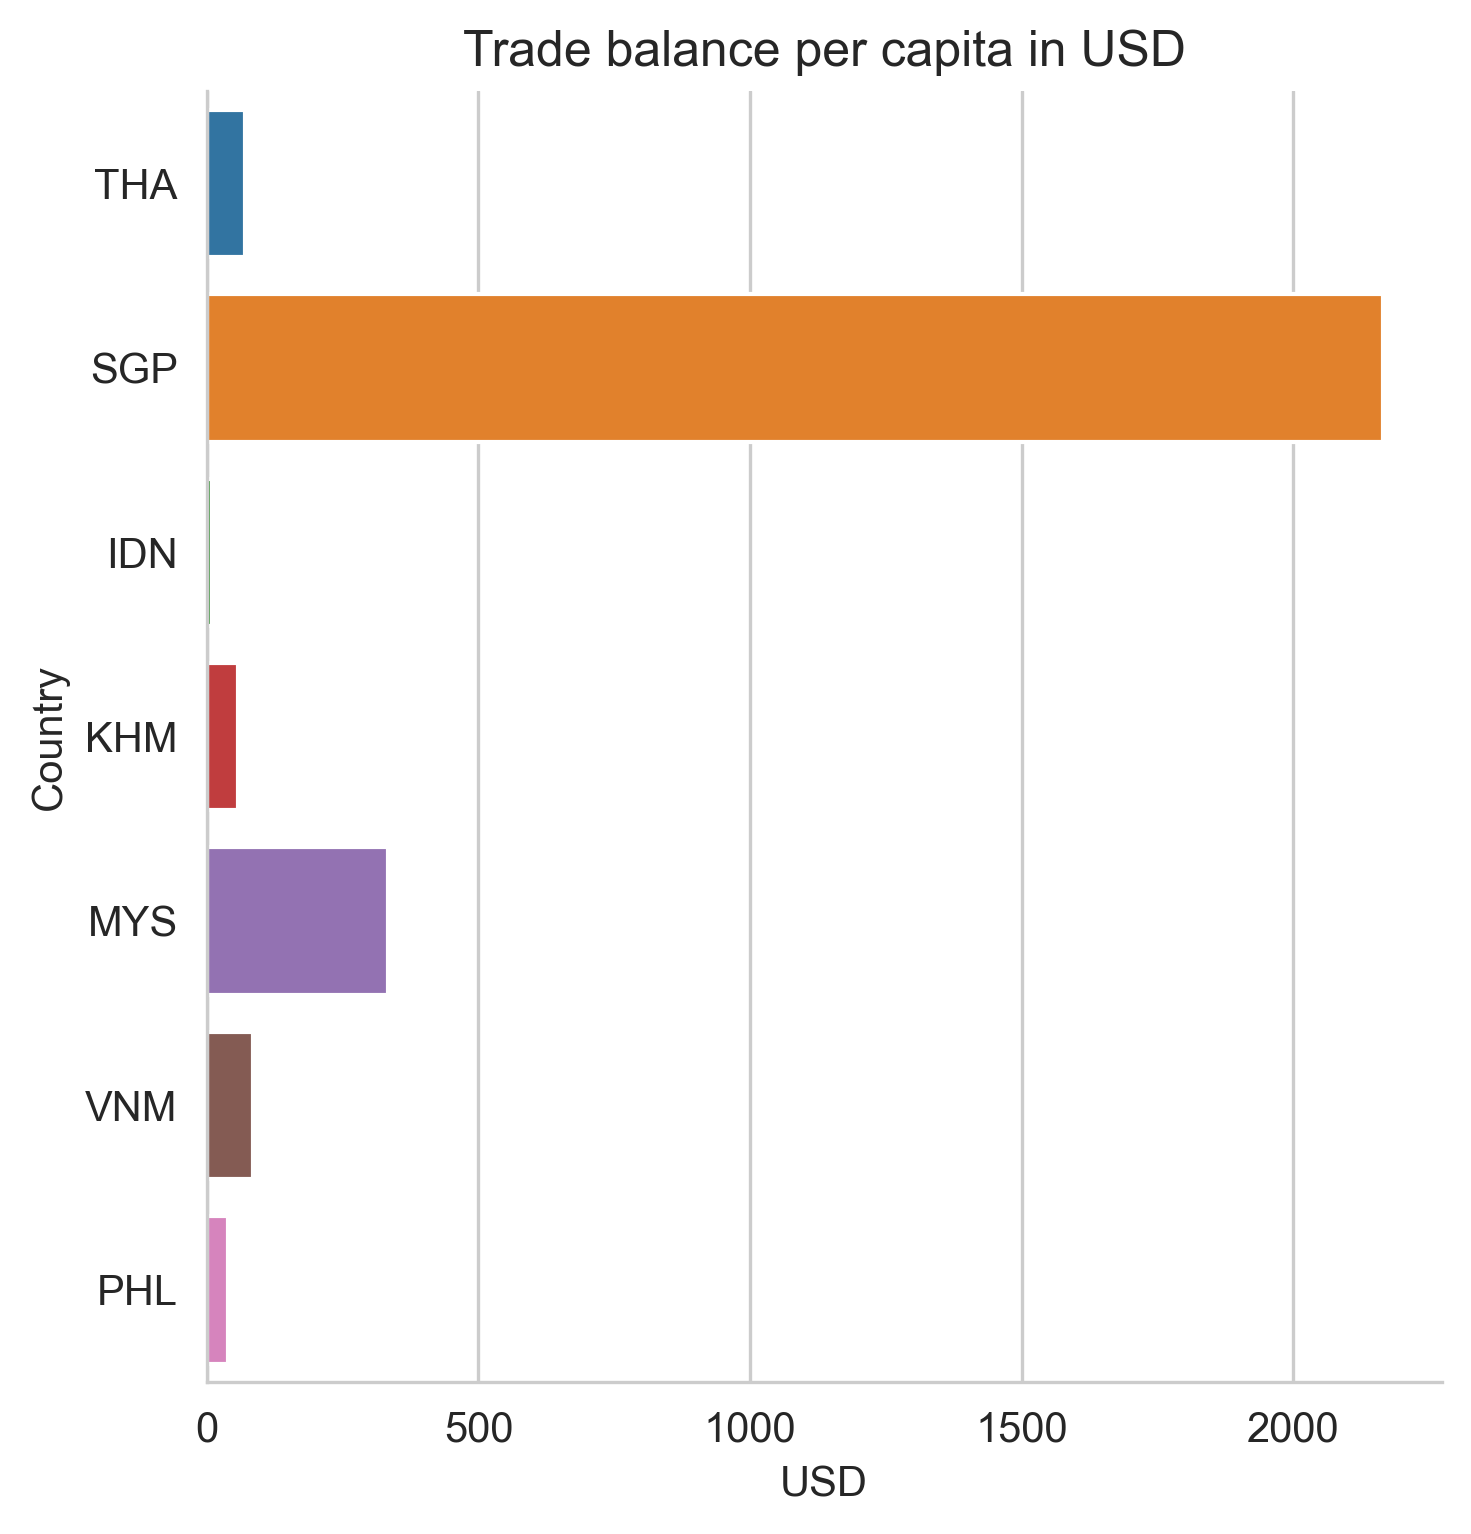 Trade balance per capita in USD
THA
SGP
IDN
KHM
MYS
VNM
PHL
Country
0 500 1000 1500 2000
USD